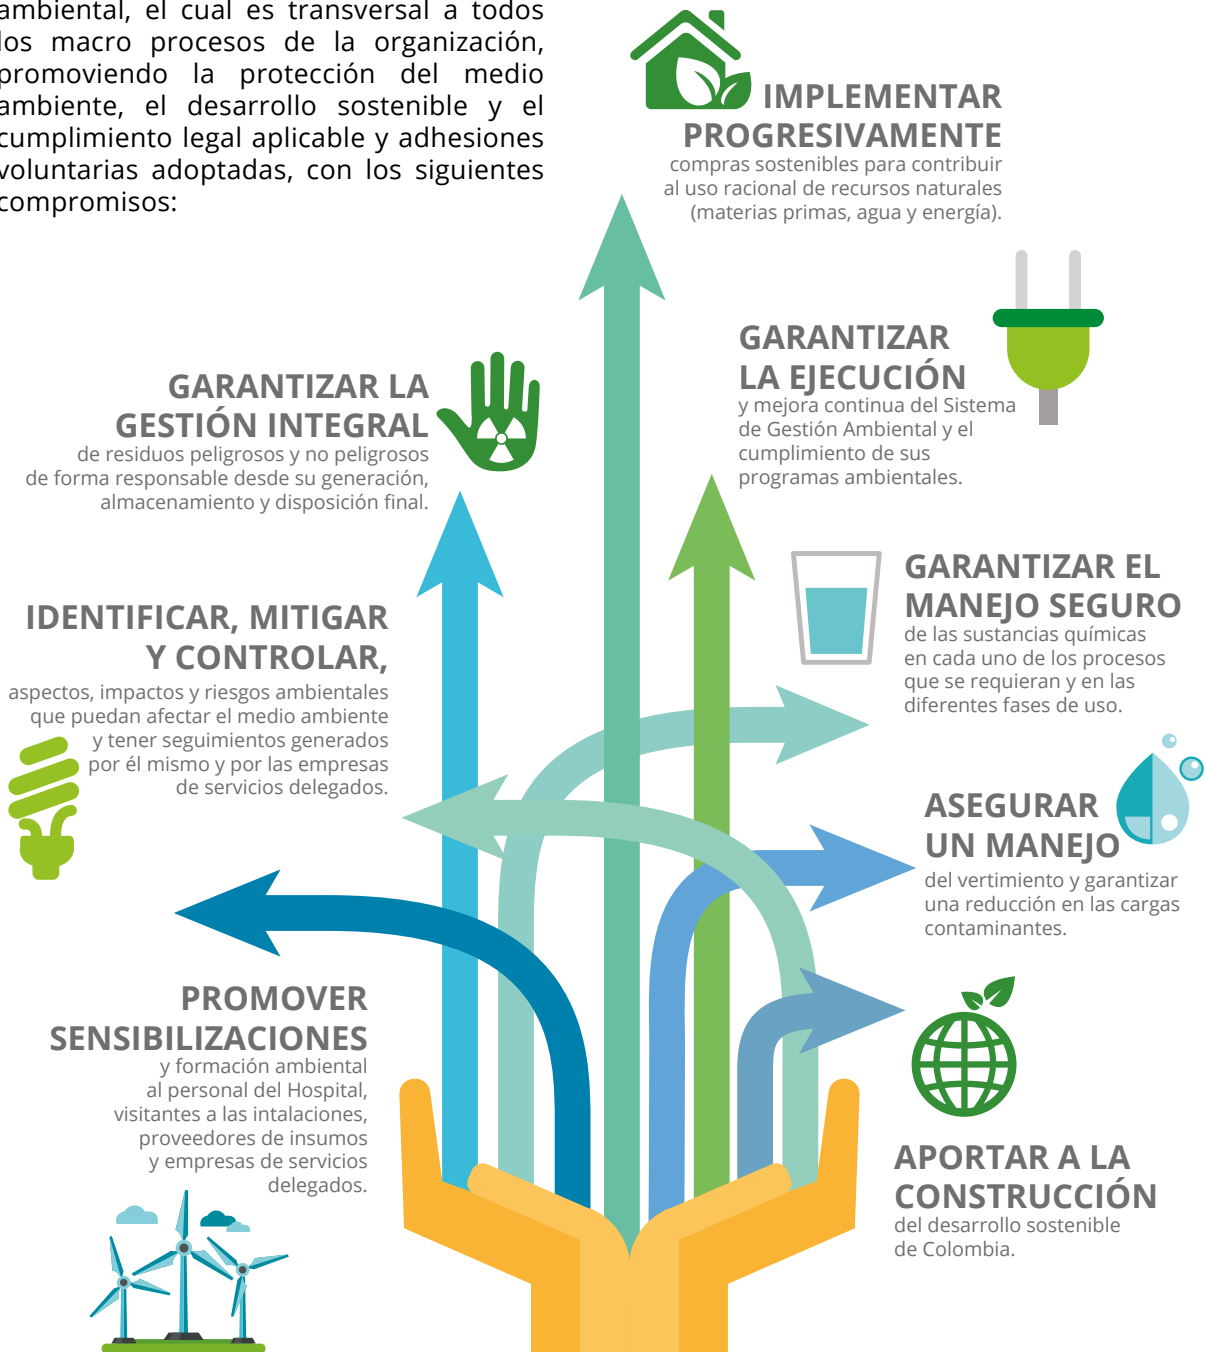 ambiental, el cual es transversal a todos
los macro procesos de la organización,
promoviendo la protección del medio
ambiente, el desarrollo sostenible y el
cumplimiento legal aplicable y adhesiones
voluntarias adoptadas, con los siguientes
compromisos:
IMPLEMENTAR
PROGRESIVAMENTE
compras sostenibles para contribuir
al uso racional de recursos naturales
(materias primas, agua y energía).
GARANTIZAR
LA EJECUCIÓN
y mejora continua del Sistema
de Gestión Ambiental y el
cumplimiento de sus
programas ambientales.
GARANTIZAR LA
GESTIÓN INTEGRAL
de residuos peligrosos y no peligrosos
de forma responsable desde su generación,
almacenamiento y disposición final.
GARANTIZAR EL
MANEJO SEGURO
de las sustancias químicas
en cada uno de los procesos
que se requieran y en las
diferentes fases de uso.
IDENTIFICAR, MITIGAR
Y CONTROLAR,
aspectos, impactos y riesgos ambientales
que puedan afectar el medio ambiente
y tener seguimientos generados
por él mismo y por las empresas
de servicios delegados.
ASEGURAR
UN MANEJO
del vertimiento y garantizar
una reducción en las cargas
contaminantes.
PROMOVER
SENSIBILIZACIONES
y formación ambiental
al personal del Hospital,
visitantes a las intalaciones,
proveedores de insumos
y empresas de servicios
delegados.
APORTAR A LA
CONSTRUCCIÓN
del desarrollo sostenible
de Colombia.